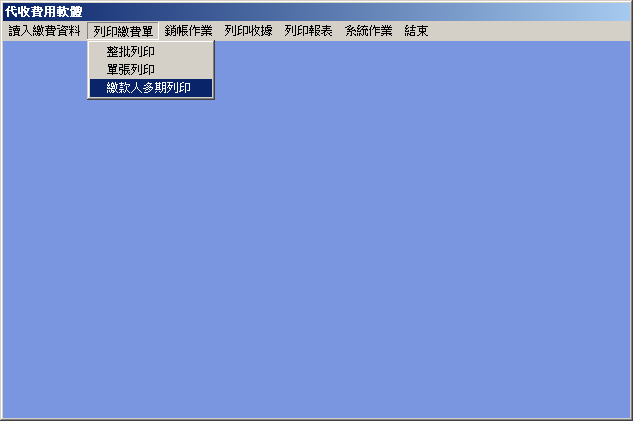 代收費用軟體
讀入繳費資料 列印繳費單 銷帳作業 列印收據 列印報表 系統作業 結束
整批列印
單張列印
繳款人多期列印